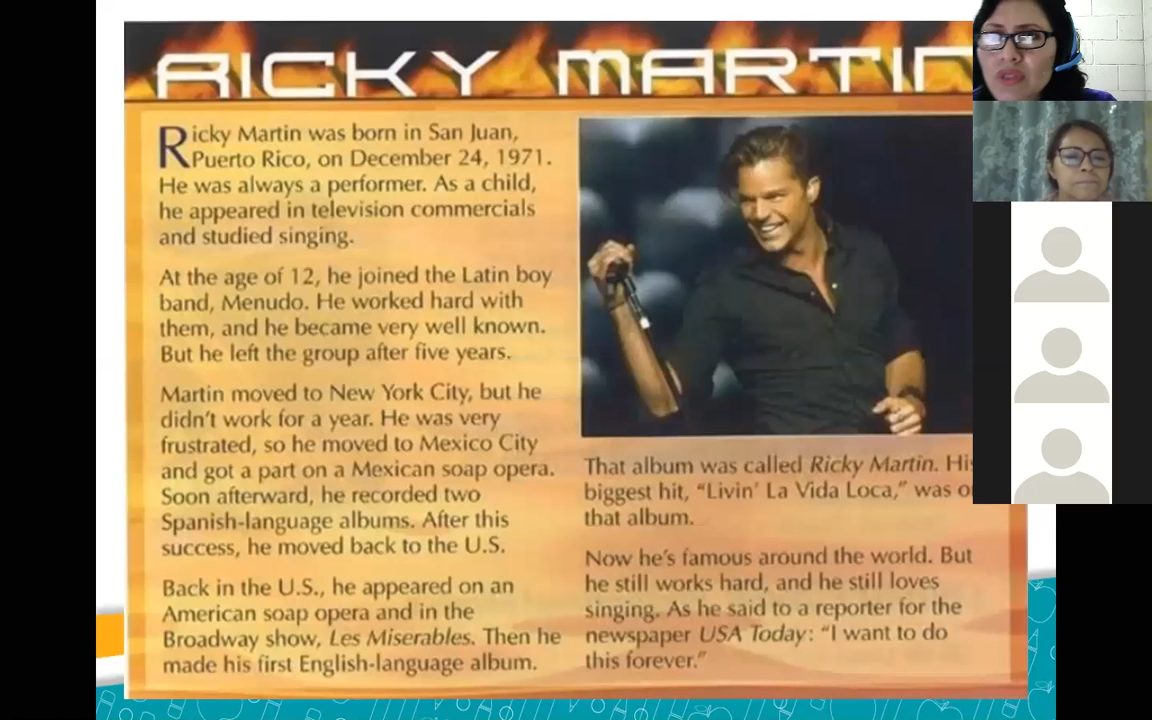 RICKY MARTIN
Ricky Martin was born in San Juan,
Puerto Rico, on December 24, 1971.
He was always a performer. As a child,
he appeared in television commercials
and studied singing.
At the age of 12, he joined the Latin boy
band, Menudo. He worked hard with
them, and he became very well known.
But he left the group after five years.
Martin moved to New York City, but he
didn't work for a year. He was very
frustrated, so he moved to Mexico City
and got a part on a Mexican soap opera.
Soon afterward, he recorded two
Spanish-language albums. After this
success, he moved back to the U.S.
Back in the U.S., he appeared on an
American soap opera and in the
Broadway show, Les Miserables. Then he
made his first English-language album.
That album was called Ricky Martin.
biggest hit, "Livin' La Vida Loca," was
that album.
Now he's famous around the world. But
he still works hard, and he still loves
singing. As he said to a reporter for the
newspaper USA Today: "I want to do
this forever."